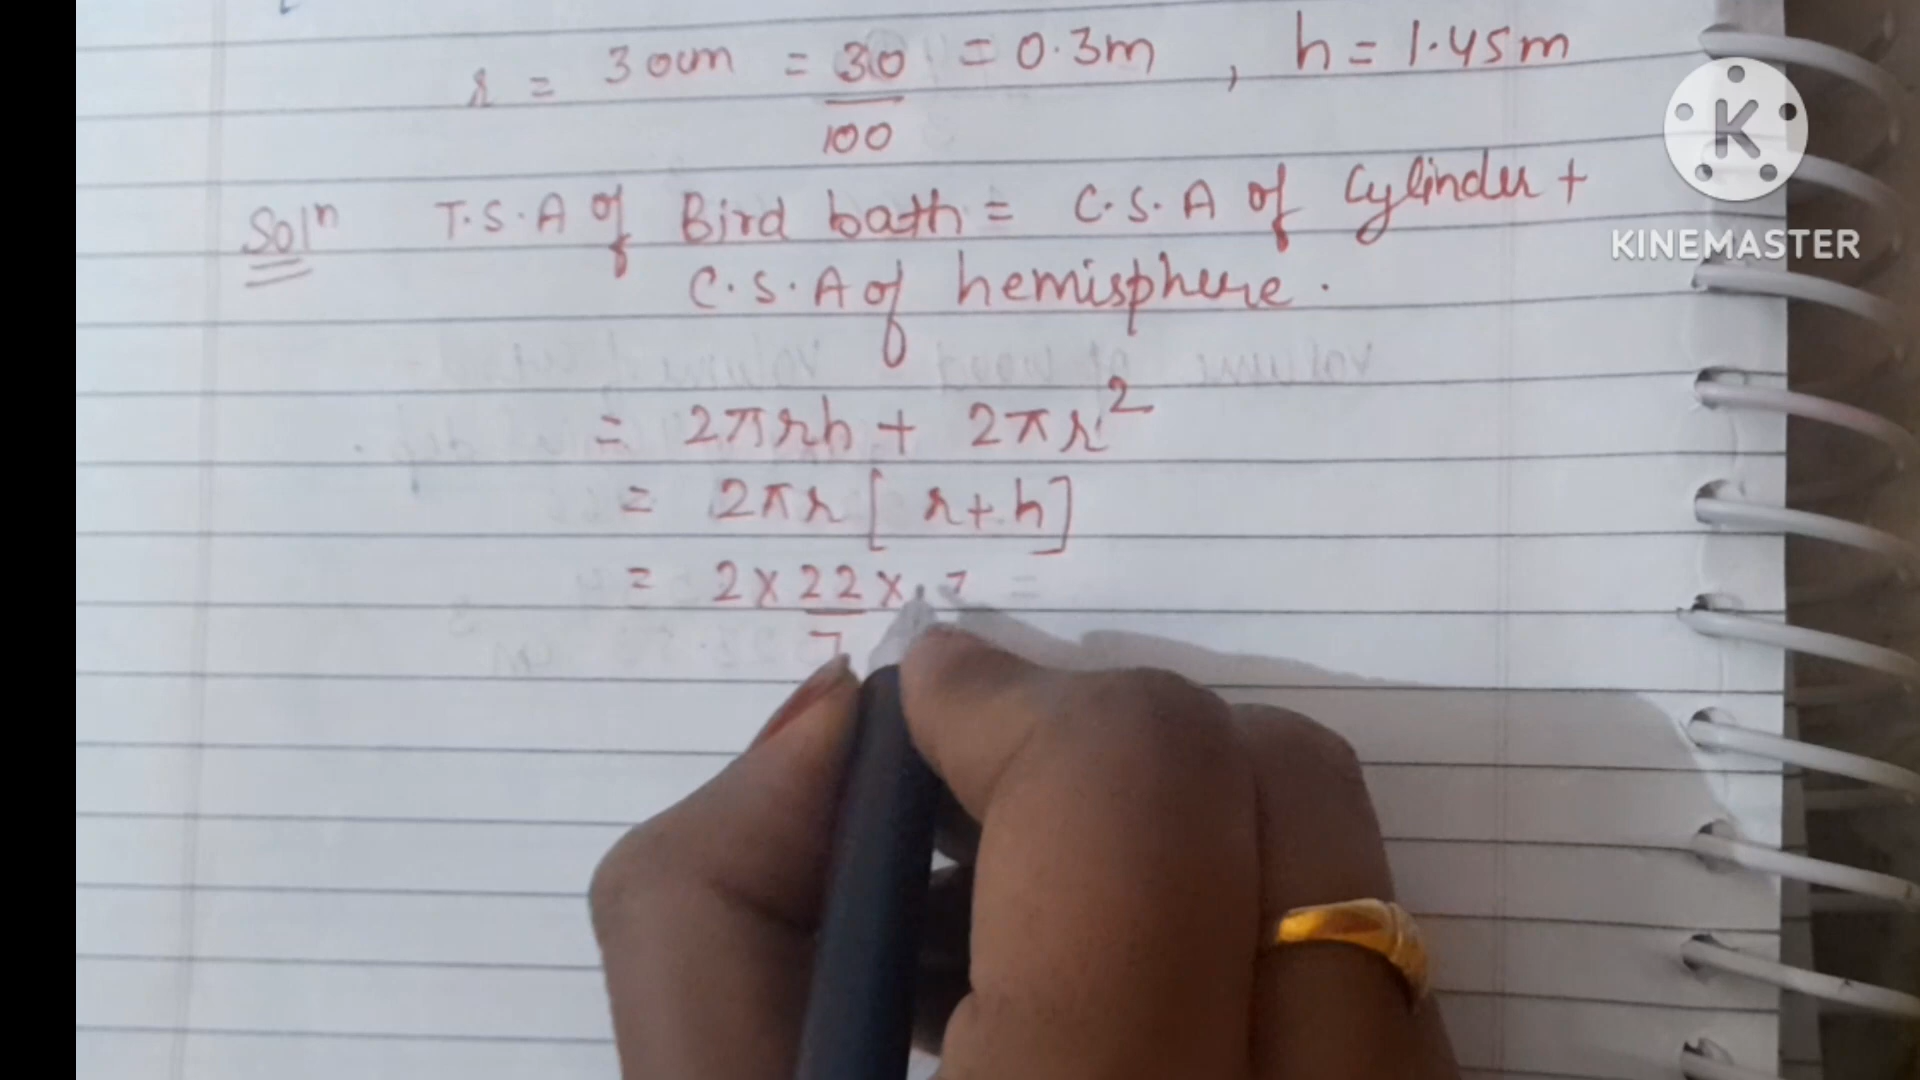 r = 30cm = 30/100 = 0.3m , h = 1.45m
Solⁿ T.S.A of Bird bath = C.S.A of Cylinder +
C.S.A of hemisphere.
= 2πrh + 2πr²
= 2πr [ r+h ]
= 2 x 22/7 x
K
KINEMASTER